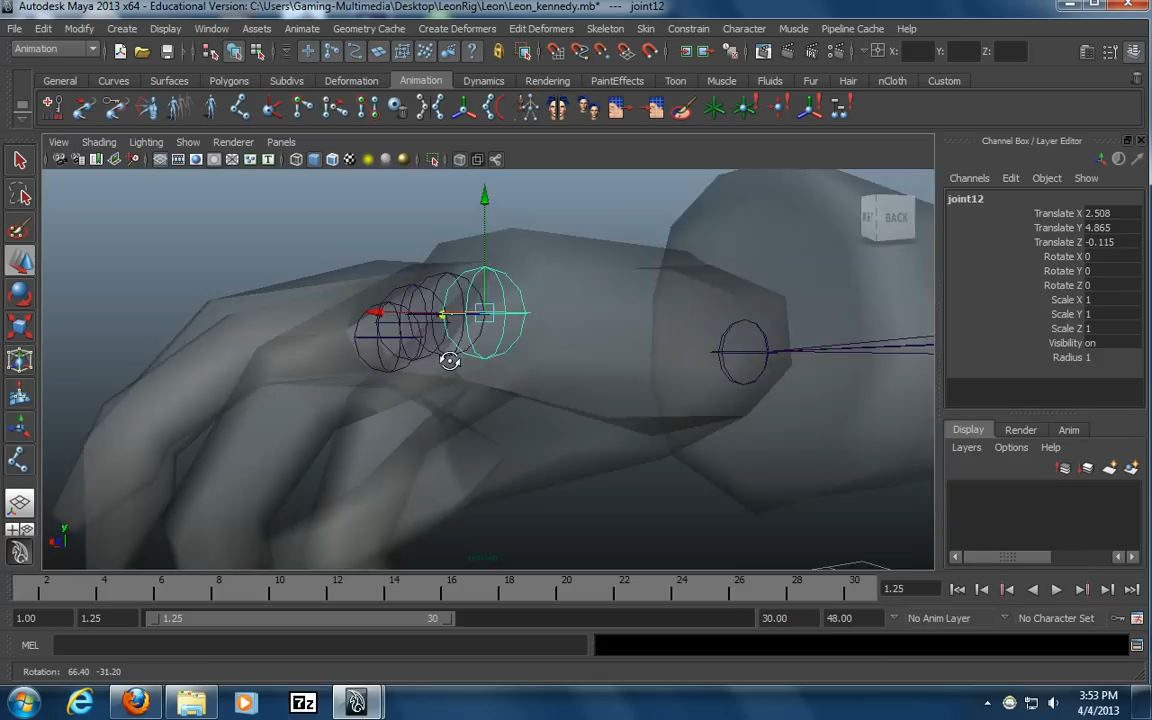 Autodesk Maya 2013 x64 - Educational Version: C:\Users\Gaming-Multimedia\Desktop\LeonRig\Leon\Leon_kennedy.mb* --- joint12
File Edit Modify Create Display Window Assets Animate Geometry Cache Create Deformers Edit Deformers Skeleton Skin Constrain Character Muscle Pipeline Cache Help
Animation X: Y: Z:
General Curves Surfaces Polygons Subdivs Deformation Animation Dynamics Rendering PaintEffects Toon Muscle Fluids Fur Hair nCloth Custom
View Shading Lighting Show Renderer Panels
Channel Box / Layer Editor
Channels Edit Object Show
joint12
Translate X 2.508
Translate Y 4.865
Translate Z -0.115
Rotate X 0
Rotate Y 0
Rotate Z 0
Scale X 1
Scale Y 1
Scale Z 1
Visibility on
Radius 1
BACK
Display Render Anim
Layers Options Help
y
x
2 4 6 8 10 12 14 16 18 20 22 24 26 28 30
1.25
1.00 1.25 1.25 30 30.00 48.00 No Anim Layer No Character Set
MEL
Rotation: 66.40 -31.20
7z
3:53 PM
4/4/2013